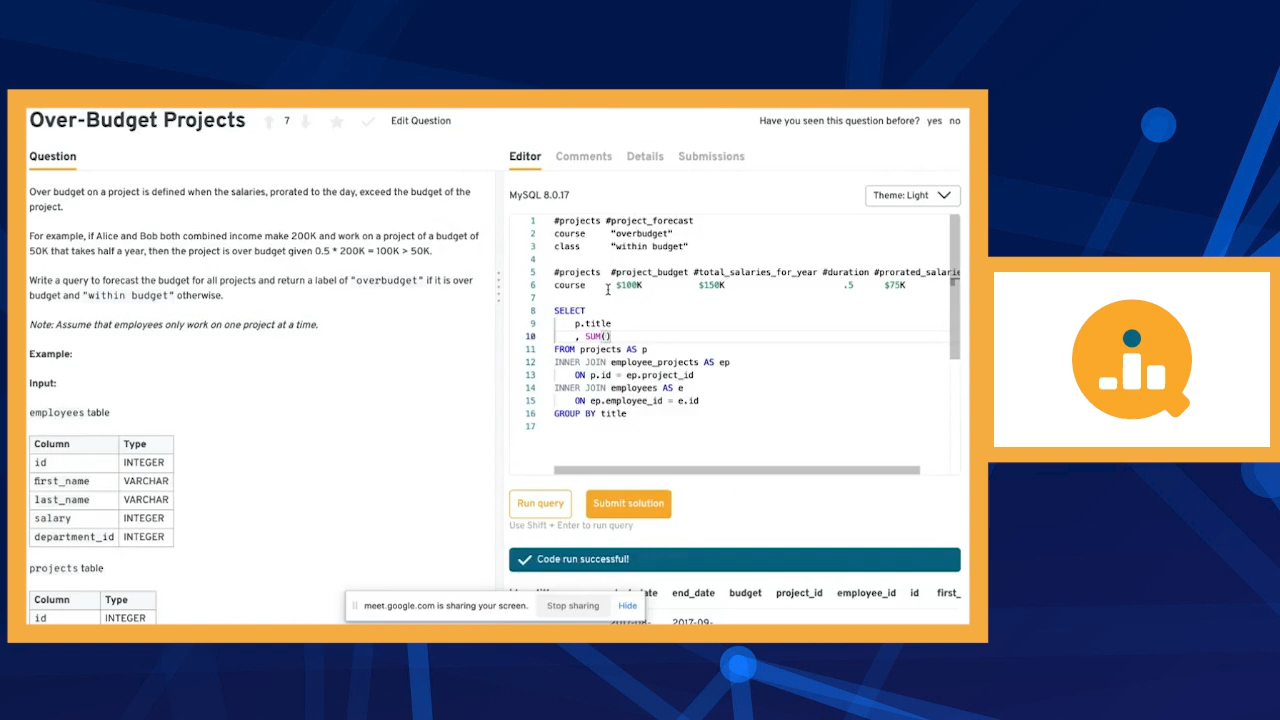 Over-Budget Projects
7
Edit Question
Have you seen this question before? yes no
Question
Over budget on a project is defined when the salaries, prorated to the day, exceed the budget of the
project.
For example, if Alice and Bob both combined income make 200K and work on a project of a budget of
50K that takes half a year, then the project is over budget given 0.5 * 200K = 100K > 50K.
Write a query to forecast the budget for all projects and return a label of "overbudget" if it is over
budget and "within budget" otherwise.
Note: Assume that employees only work on one project at a time.
Example:
Input:
employees table
Column Type
id INTEGER
first_name VARCHAR
last_name VARCHAR
salary INTEGER
department_id INTEGER
projects table
Column Type
id INTEGER
Editor Comments Details Submissions
MySQL 8.0.17
Theme: Light
1 #projects #project_forecast
2 course "overbudget"
3 class "within budget"
4
5 #projects #project_budget #total_salaries_for_year #duration #prorated_salarie
6 course $100K $150K .5 $75K
7
8 SELECT
9 p.title
10 , SUM()
11 FROM projects AS p
12 INNER JOIN employee_projects AS ep
13 ON p.id = ep.project_id
14 INNER JOIN employees AS e
15 ON ep.employee_id = e.id
16 GROUP BY title
17
Run query
Submit solution
Use Shift + Enter to run query
Code run successful!
end_date budget project_id employee_id id first_
2017-09-
meet.google.com is sharing your screen.
Stop sharing
Hide